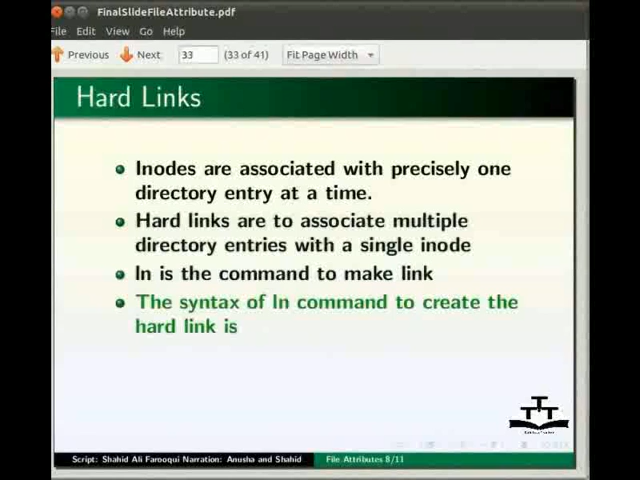 FinalSlideFileAttribute.pdf
File Edit View Go Help
Previous Next 33 (33 of 41) Fit Page Width
Hard Links
Inodes are associated with precisely one
directory entry at a time.
Hard links are to associate multiple
directory entries with a single inode
ln is the command to make link
The syntax of ln command to create the
hard link is
TTT
Script: Shahid Ali Farooqui Narration: Anusha and Shahid File Attributes 8/11